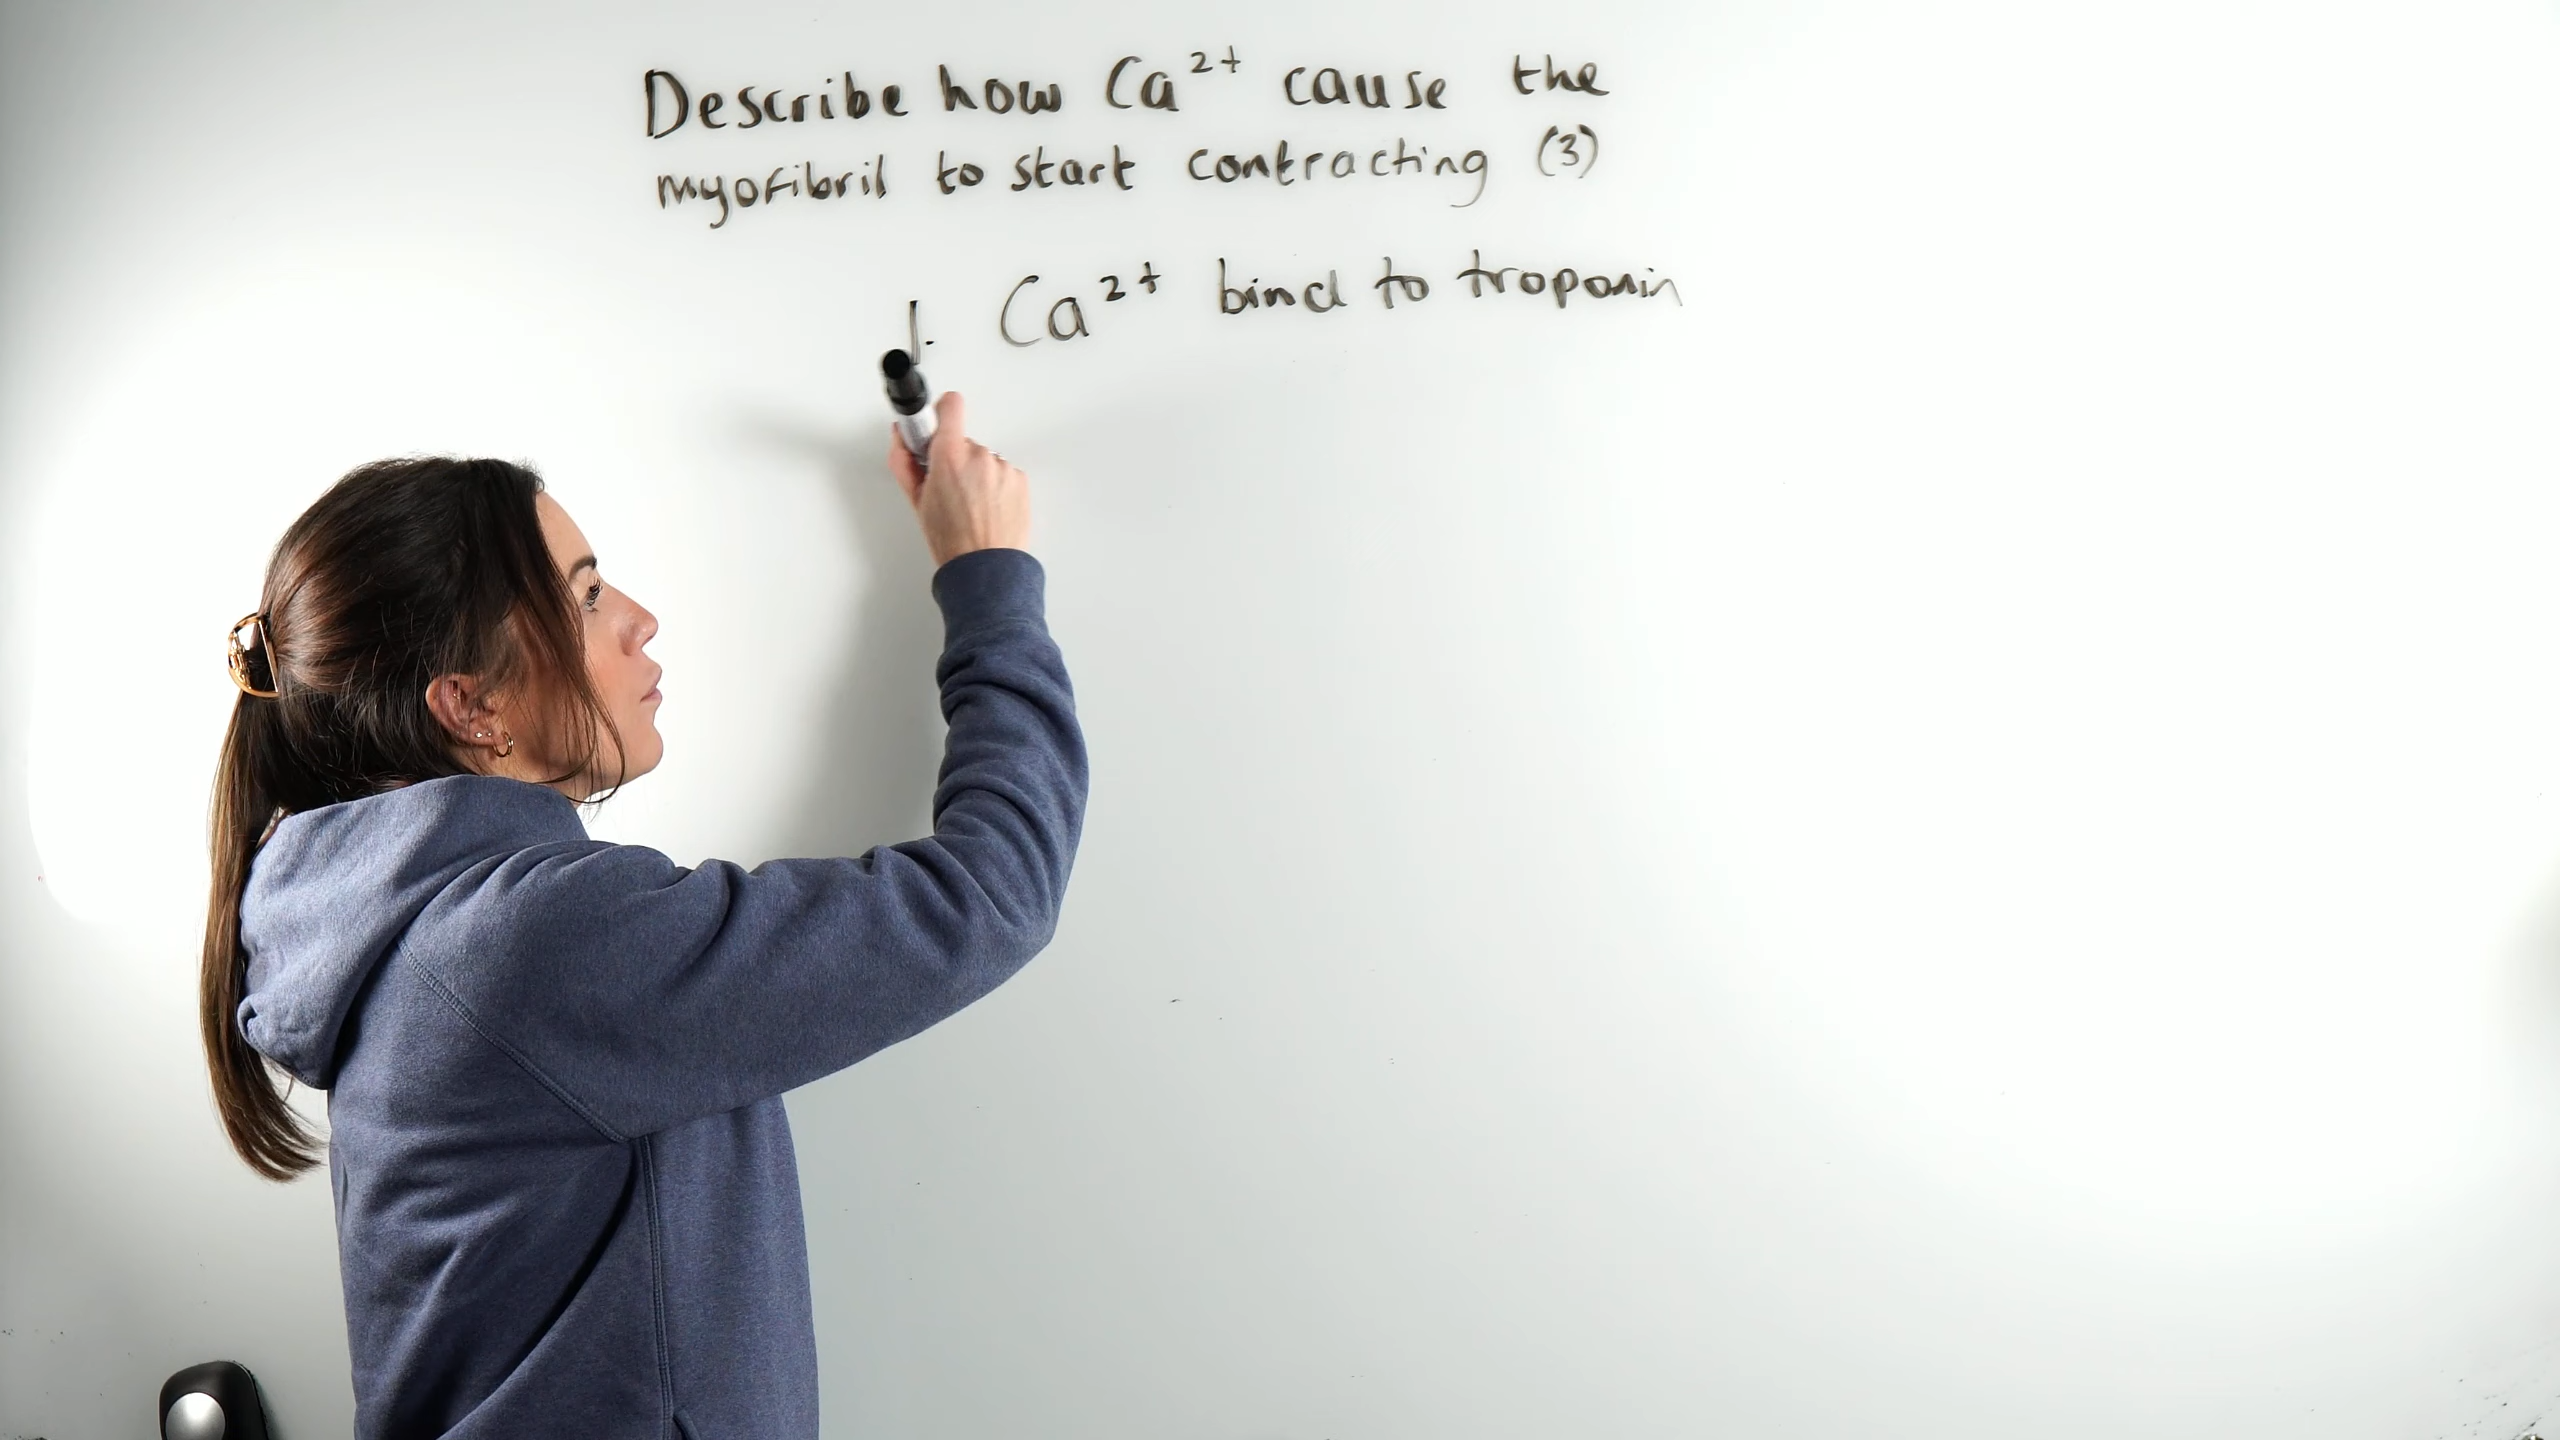 Describe how Ca²⁺ cause the
myofibril to start contracting (3)
1. Ca²⁺ bind to troponin